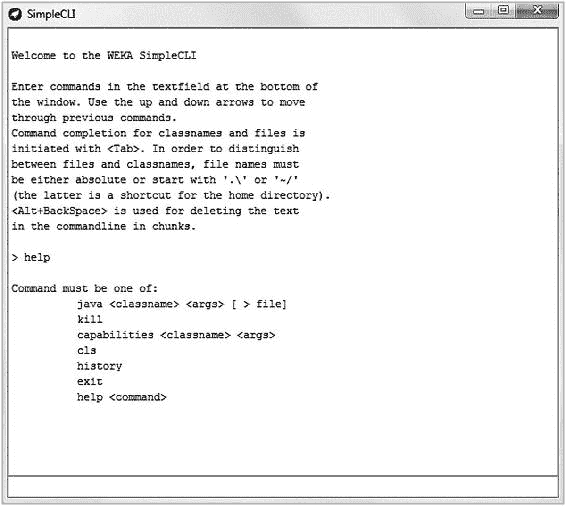 SimpleCLI
Welcome to the WEKA SimpleCLI
Enter commands in the textfield at the bottom of
the window. Use the up and down arrows to move
through previous commands.
Command completion for classnames and files is
initiated with <Tab>. In order to distinguish
between files and classnames, file names must
be either absolute or start with '.\' or '~/'
(the latter is a shortcut for the home directory).
<Alt+BackSpace> is used for deleting the text
in the commandline in chunks.
> help
Command must be one of:
java <classname> <args> [ > file]
kill
capabilities <classname> <args>
cls
history
exit
help <command>